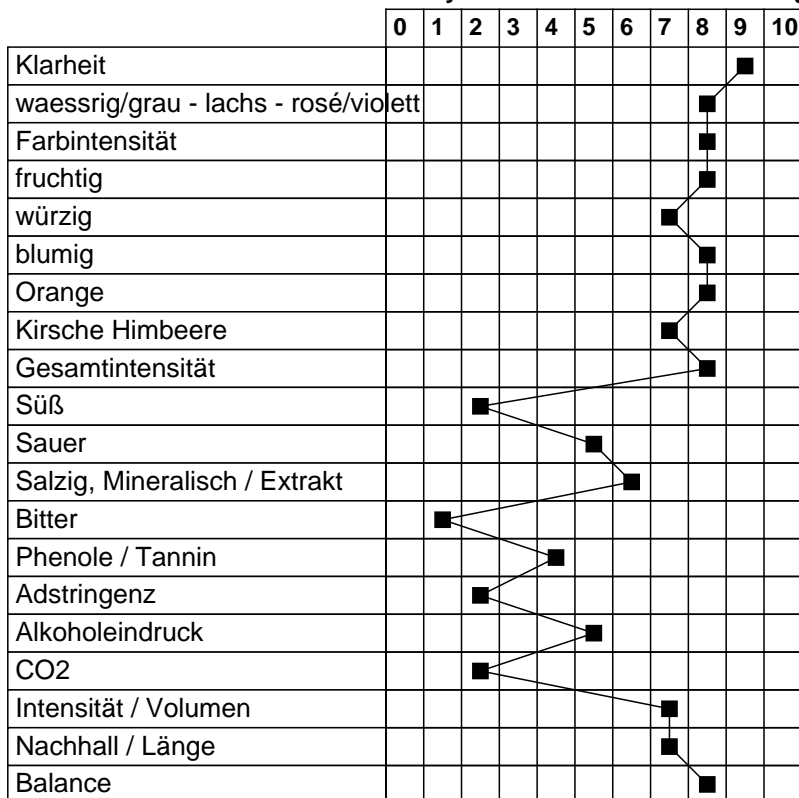 0 1 2 3 4 5 6 7 8 9 10
Klarheit
waessrig/grau - lachs - rosé/violett
Farbintensität
fruchtig
würzig
blumig
Orange
Kirsche Himbeere
Gesamtintensität
Süß
Sauer
Salzig, Mineralisch / Extrakt
Bitter
Phenole / Tannin
Adstringenz
Alkoholeindruck
CO2
Intensität / Volumen
Nachhall / Länge
Balance